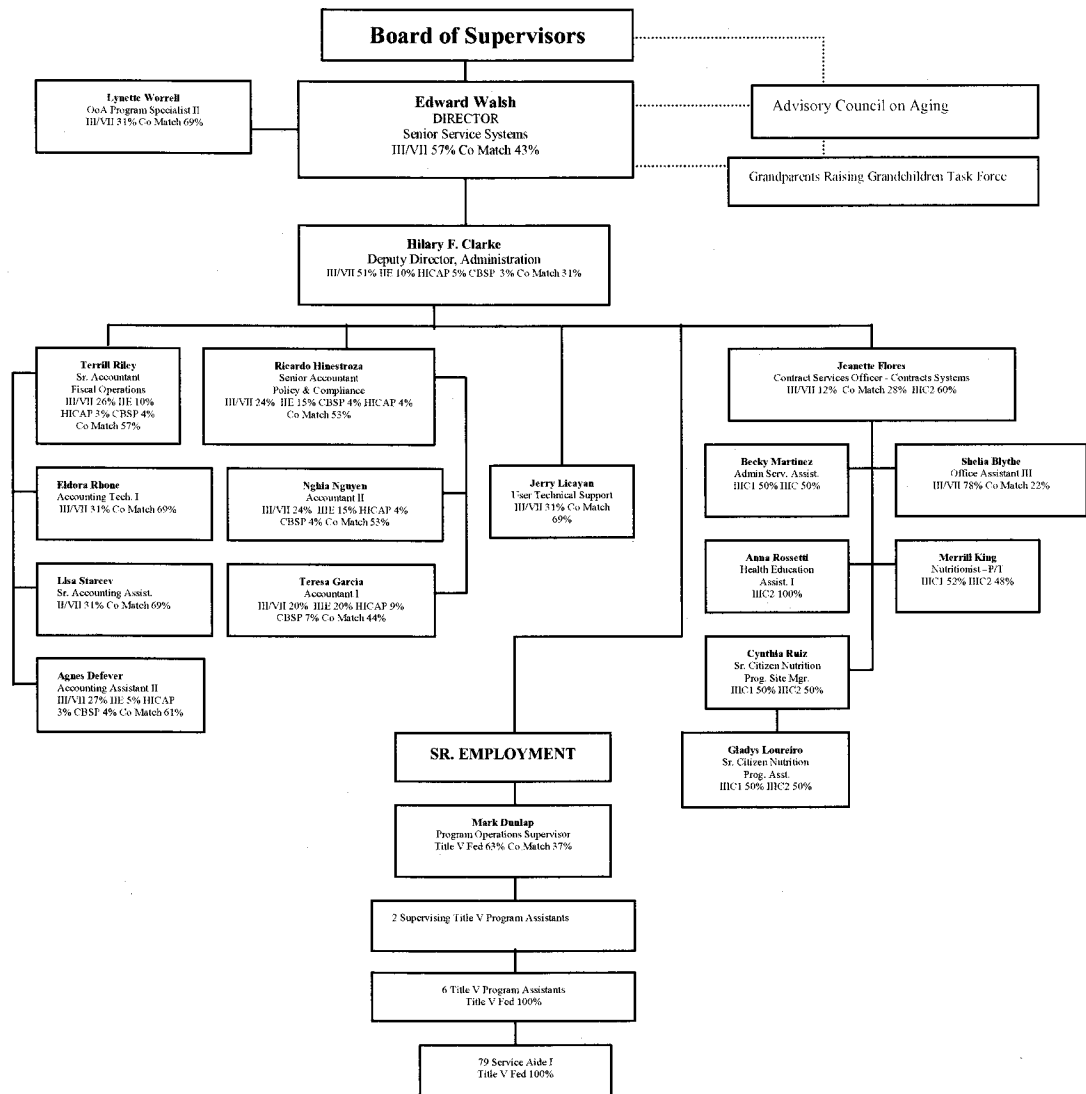 Board of Supervisors
Lynette Worrell
OoA Program Specialist II
III/VII 31% Co Match 69%
Edward Walsh
DIRECTOR
Senior Service Systems
III/VII 57% Co Match 43%
Advisory Council on Aging
Grandparents Raising Grandchildren Task Force
Hilary F. Clarke
Deputy Director, Administration
III/VII 51% IIE 10% HICAP 5% CBSP 3% Co Match 31%
Terrill Riley
Sr. Accountant
Fiscal Operations
III/VII 26% IIE 10%
HICAP 3% CBSP 4%
Co Match 57%
Ricardo Hinestroza
Senior Accountant
Policy & Compliance
III/VII 24% IIE 15% CBSP 4% HICAP 4%
Co Match 53%
Jeanette Flores
Contract Services Officer - Contracts Systems
III/VII 12% Co Match 28% IIIC2 60%
Eldora Rhone
Accounting Tech. I
III/VII 31% Co Match 69%
Nghia Nguyen
Accountant II
III/VII 24% IIIE 15% HICAP 4%
CBSP 4% Co Match 53%
Jerry Licayan
User Technical Support
III/VII 31% Co Match
69%
Becky Martinez
Admin Serv. Assist.
IIIC1 50% IIIC 50%
Shelia Blythe
Office Assistant III
III/VII 78% Co Match 22%
Lisa Starcev
Sr. Accounting Assist.
II/VII 31% Co Match 69%
Teresa Garcia
Accountant I
III/VII 20% IIIE 20% HICAP 9%
CBSP 7% Co Match 44%
Anna Rossetti
Health Education
Assist. I
IIIC2 100%
Merrill King
Nutritionist – P/T
IIIC1 52% IIIC2 48%
Agnes Defever
Accounting Assistant II
III/VII 27% IIE 5% HICAP
3% CBSP 4% Co Match 61%
Cynthia Ruiz
Sr. Citizen Nutrition
Prog. Site Mgr.
IIIC1 50% IIIC2 50%
Gladys Loureiro
Sr. Citizen Nutrition
Prog. Asst.
IIIC1 50% IIIC2 50%
SR. EMPLOYMENT
Mark Dunlap
Program Operations Supervisor
Title V Fed 63% Co Match 37%
2 Supervising Title V Program Assistants
6 Title V Program Assistants
Title V Fed 100%
79 Service Aide I
Title V Fed 100%